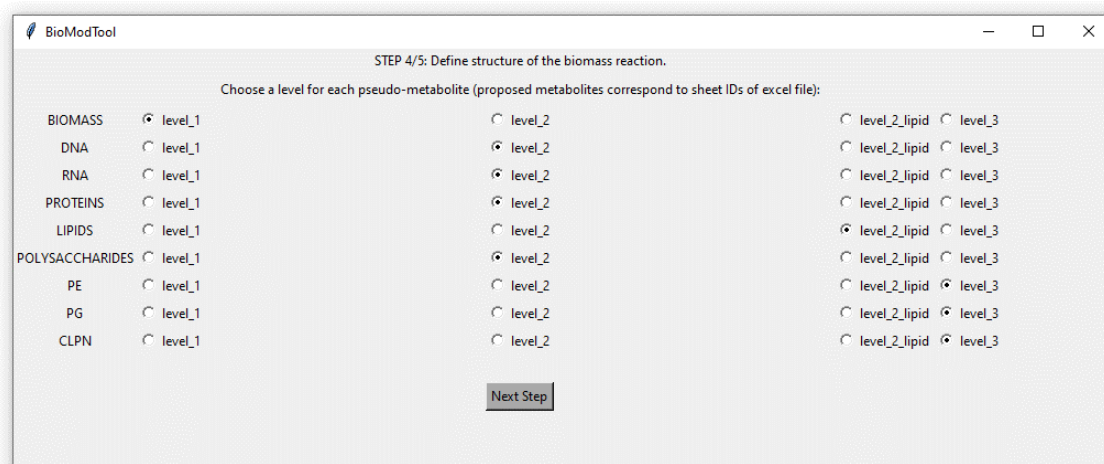 BioModTool
STEP 4/5: Define structure of the biomass reaction.
Choose a level for each pseudo-metabolite (proposed metabolites correspond to sheet IDs of excel file):
BIOMASS level_1 level_2 level_2_lipid level_3
DNA level_1 level_2 level_2_lipid level_3
RNA level_1 level_2 level_2_lipid level_3
PROTEINS level_1 level_2 level_2_lipid level_3
LIPIDS level_1 level_2 level_2_lipid level_3
POLYSACCHARIDES level_1 level_2 level_2_lipid level_3
PE level_1 level_2 level_2_lipid level_3
PG level_1 level_2 level_2_lipid level_3
CLPN level_1 level_2 level_2_lipid level_3
Next Step